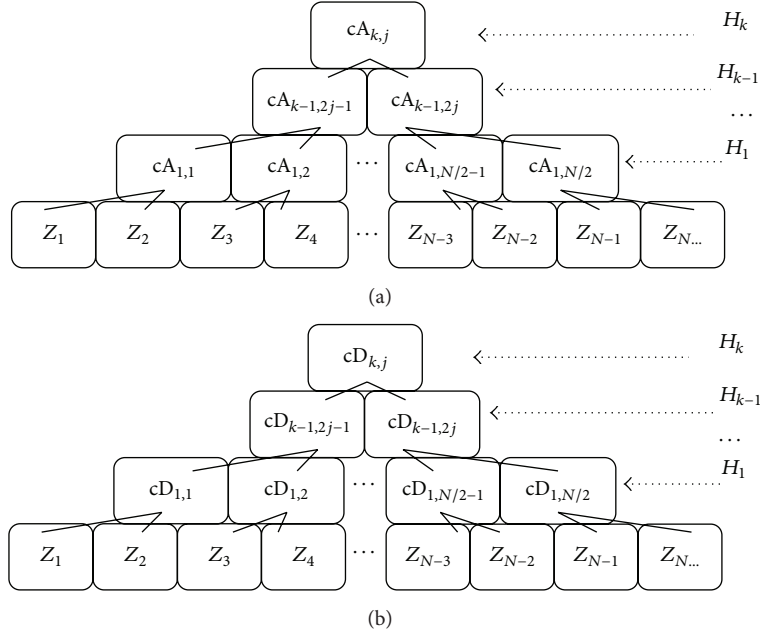 cA_{k,j} H_k
cA_{k−1,2j−1} cA_{k−1,2j} H_{k−1}
...
cA_{1,1} cA_{1,2} ... cA_{1,N/2−1} cA_{1,N/2} H_1
Z_1 Z_2 Z_3 Z_4 ... Z_{N−3} Z_{N−2} Z_{N−1} Z_{N...}
(a)
cD_{k,j} H_k
cD_{k−1,2j−1} cD_{k−1,2j} H_{k−1}
...
cD_{1,1} cD_{1,2} ... cD_{1,N/2−1} cD_{1,N/2} H_1
Z_1 Z_2 Z_3 Z_4 ... Z_{N−3} Z_{N−2} Z_{N−1} Z_{N...}
(b)